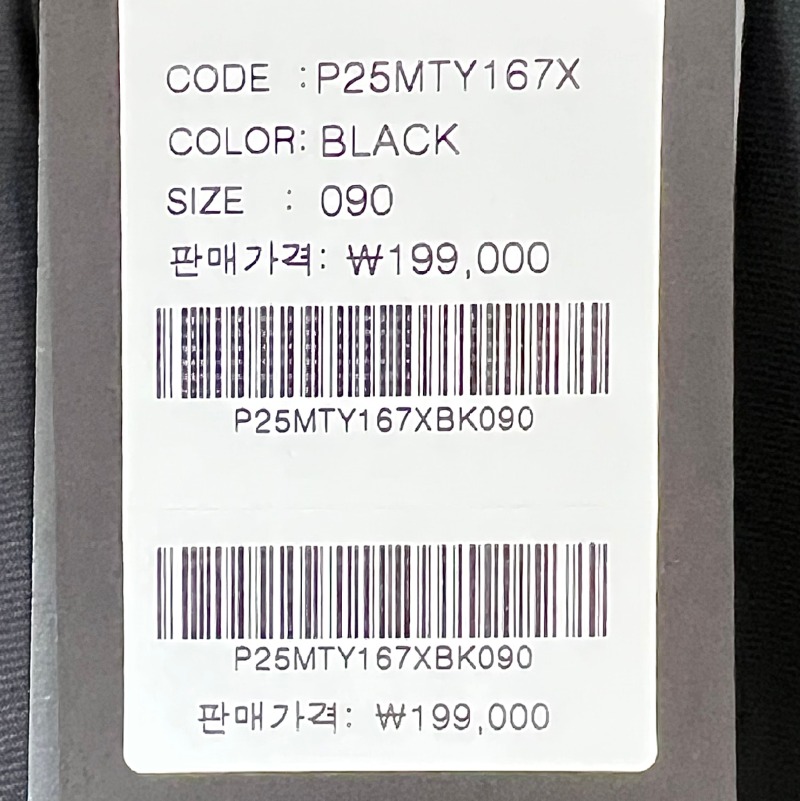 CODE :P25MTY167X
COLOR: BLACK
SIZE : 090
판매가격: ₩199,000
P25MTY167XBK090
P25MTY167XBK090
판매가격: ₩199,000